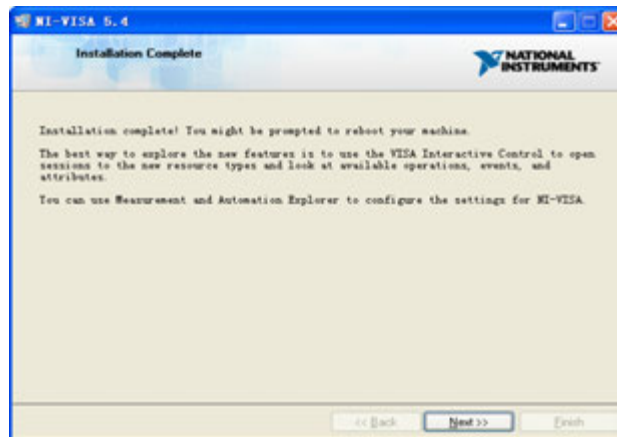 NI-VISA 5.4
Installation Complete
NATIONAL
INSTRUMENTS
Installation complete! You might be prompted to reboot your machine.
The best way to explore the new features is to use the VISA Interactive Control to open
sessions to the new resource types and look at available operations, events, and
attributes.
You can use Measurement and Automation Explorer to configure the settings for NI-VISA.
<< Back
Next >>
Finish